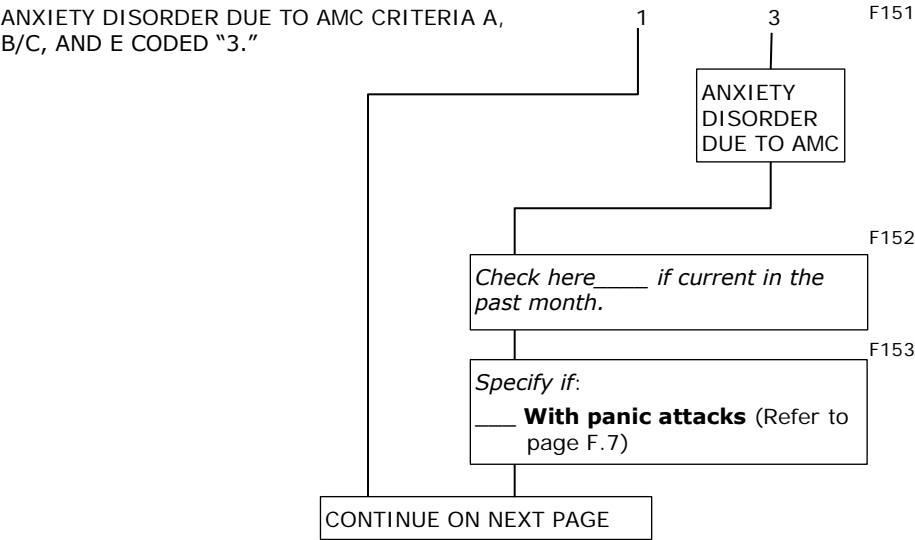 ANXIETY DISORDER DUE TO AMC CRITERIA A, 1 3 F151
B/C, AND E CODED “3.”
ANXIETY
DISORDER
DUE TO AMC
F152
Check here_____ if current in the
past month.
F153
Specify if:
____ With panic attacks (Refer to
page F.7)
CONTINUE ON NEXT PAGE